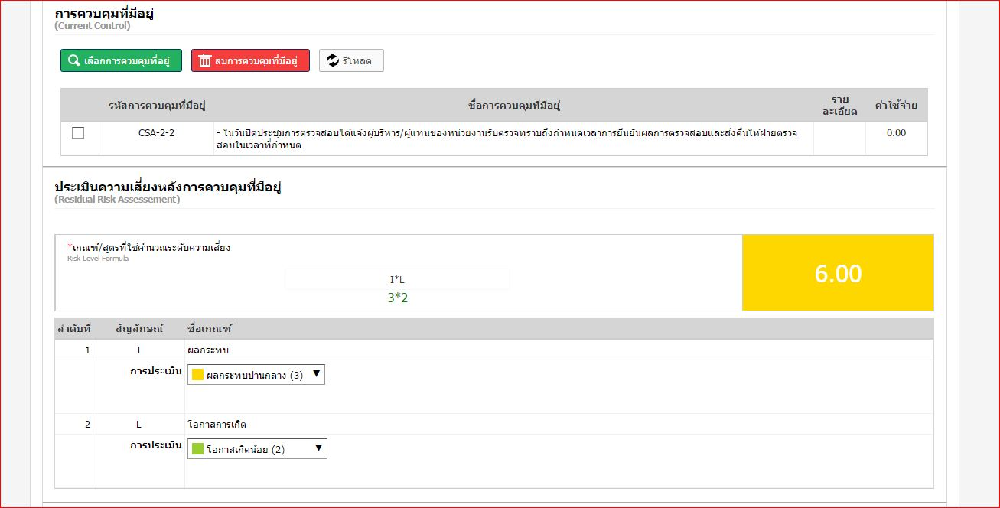 การควบคุมที่มีอยู่
(Current Control)
เลือกการควบคุมที่อยู่ ลบการควบคุมที่มีอยู่ รีโหลด
รหัสการควบคุมที่มีอยู่ ชื่อการควบคุมที่มีอยู่ ราย
ละเอียด ค่าใช้จ่าย
CSA-2-2 - ในวันปิดประชุมการตรวจสอบได้แจ้งผู้บริหาร/ผู้แทนของหน่วยงานรับตรวจทราบถึงกำหนดเวลาการยืนยันผลการตรวจสอบและส่งคืนให้ฝ่ายตรวจ 0.00
สอบในเวลาที่กำหนด
ประเมินความเสี่ยงหลังการควบคุมที่มีอยู่
(Residual Risk Assessement)
*เกณฑ์/สูตรที่ใช้คำนวณระดับความเสี่ยง
Risk Level Formula
I*L
3*2
6.00
ลำดับที่ สัญลักษณ์ ชื่อเกณฑ์
1 I ผลกระทบ
การประเมิน ผลกระทบปานกลาง (3)
2 L โอกาสการเกิด
การประเมิน โอกาสเกิดน้อย (2)